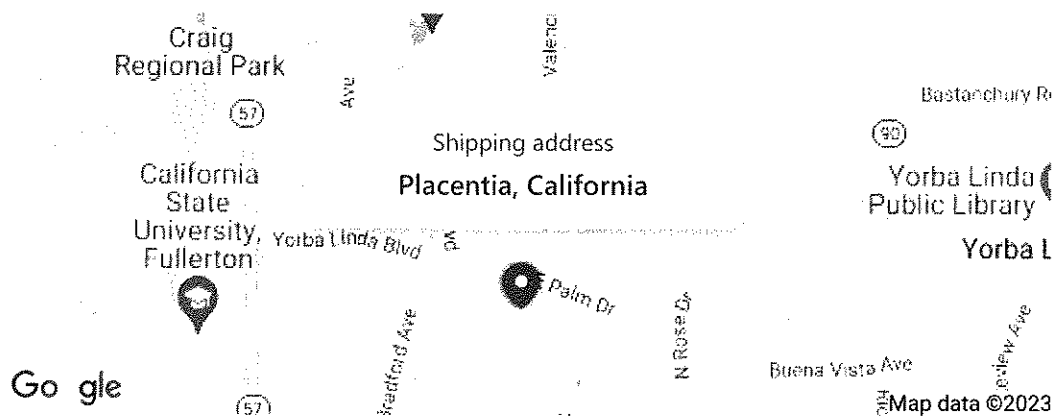 Craig
Regional Park
Ave
57
Bastanchury
90
Shipping address
Placentia, California
California
State
University,
Fullerton
Yorba Linda
Public Library
Yorba Linda Blvd
Yorba L
Palm Dr
N Rose Dr
Bradford Ave
Buena Vista Ave
Go gle
57
Map data ©2023